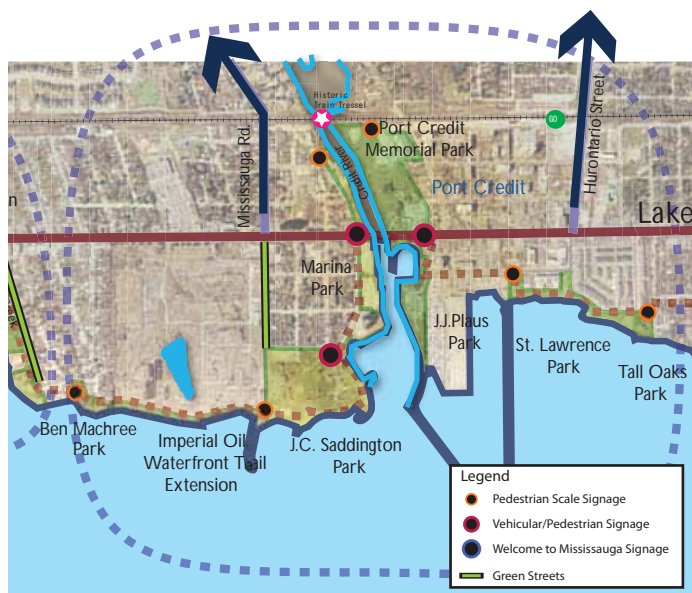 Historic
Train Tressel
Port Credit
Memorial Park
GO
Mississauga Rd.
Credit River
Hurontario Street
Port Credit
n
Lake
Marina
Park
J.J.Plaus
Park
St. Lawrence
Park
Tall Oaks
Park
Ben Machree
Park
Imperial Oil
Waterfront Trail
Extension
J.C. Saddington
Park
Legend
Pedestrian Scale Signage
Vehicular/Pedestrian Signage
Welcome to Mississauga Signage
Green Streets